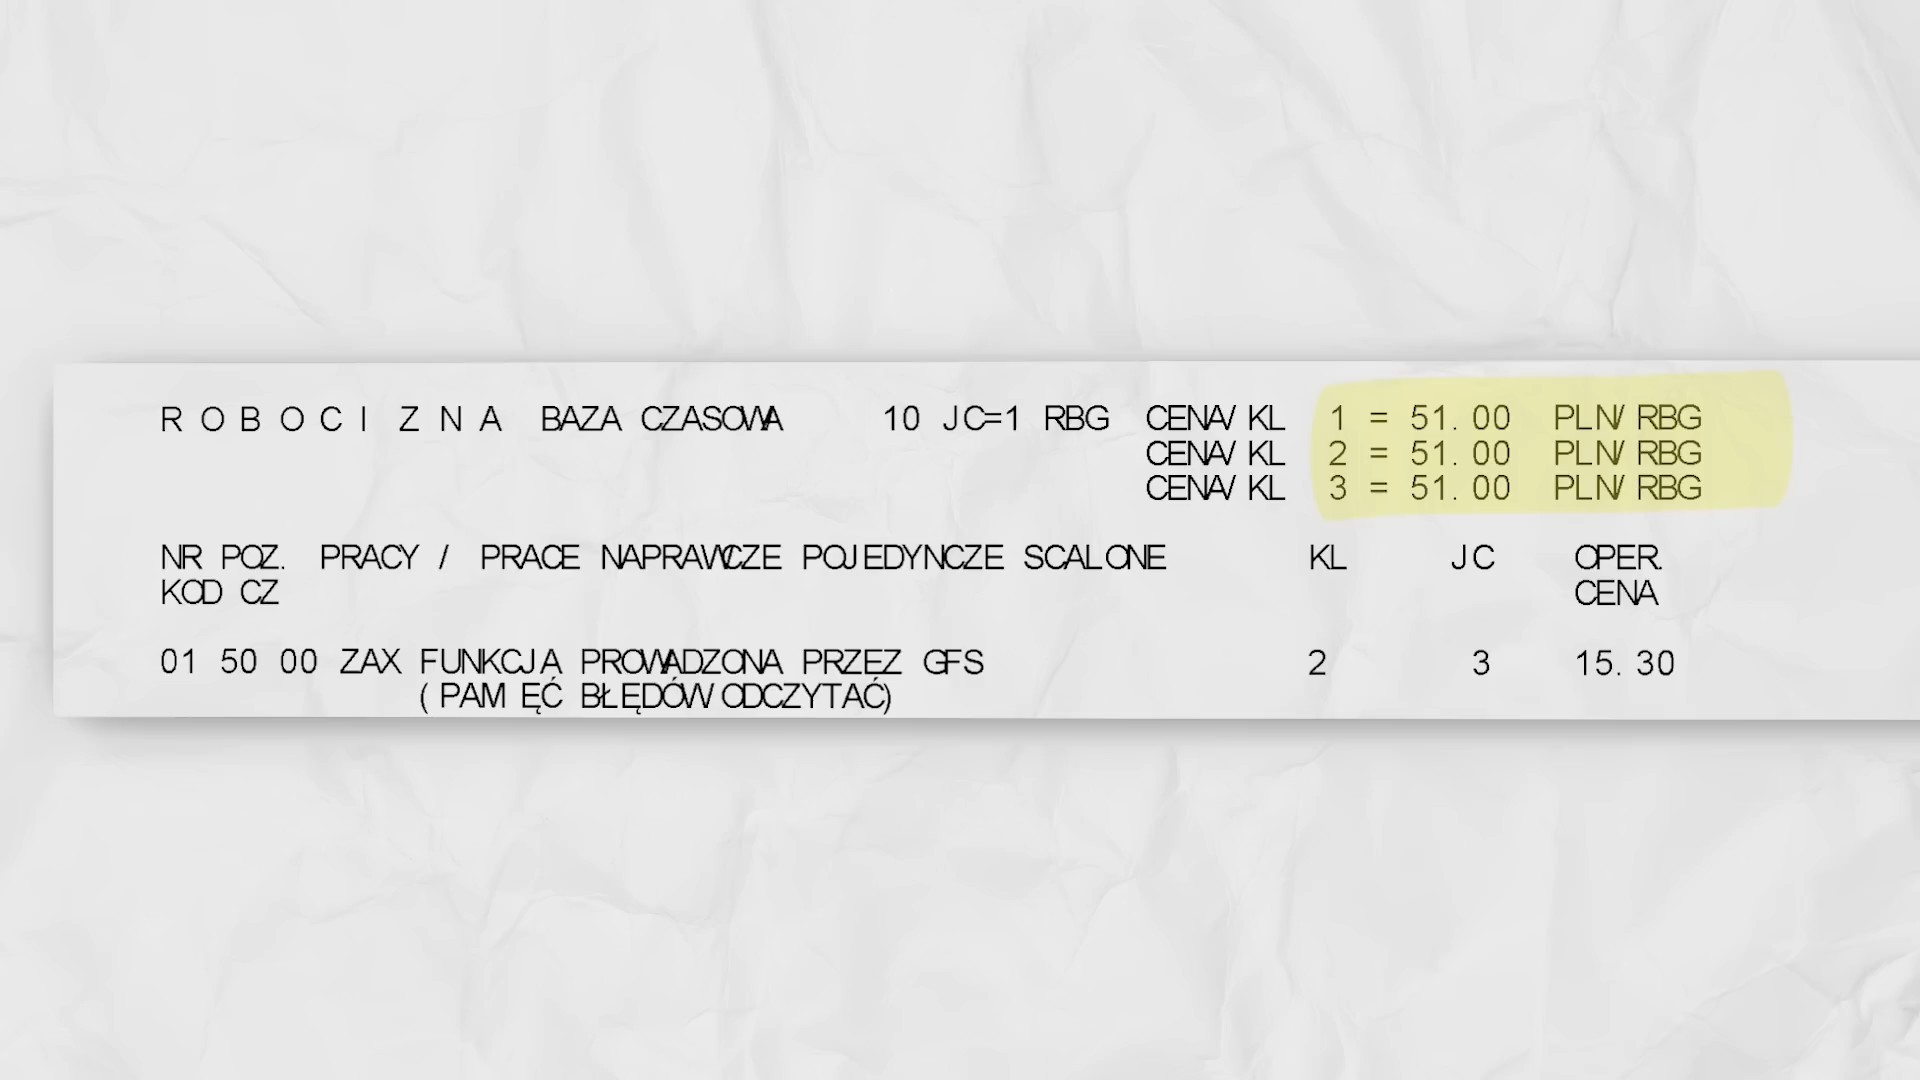 R O B O C I Z N A BAZA CZASOWA 10 JC=1 RBG CENA/ KL 1 = 51. 00 PLN/ RBG
CENA/ KL 2 = 51. 00 PLN/ RBG
CENA/ KL 3 = 51. 00 PLN/ RBG
NR POZ. PRACY / PRACE NAPRAWCZE POJEDYNCZE SCALONE KL JC OPER.
KOD CZ CENA
01 50 00 ZAX FUNKCJA PROWADZONA PRZEZ GFS 2 3 15. 30
( PAM ĘĆ BŁĘDÓW ODCZYTAĆ)